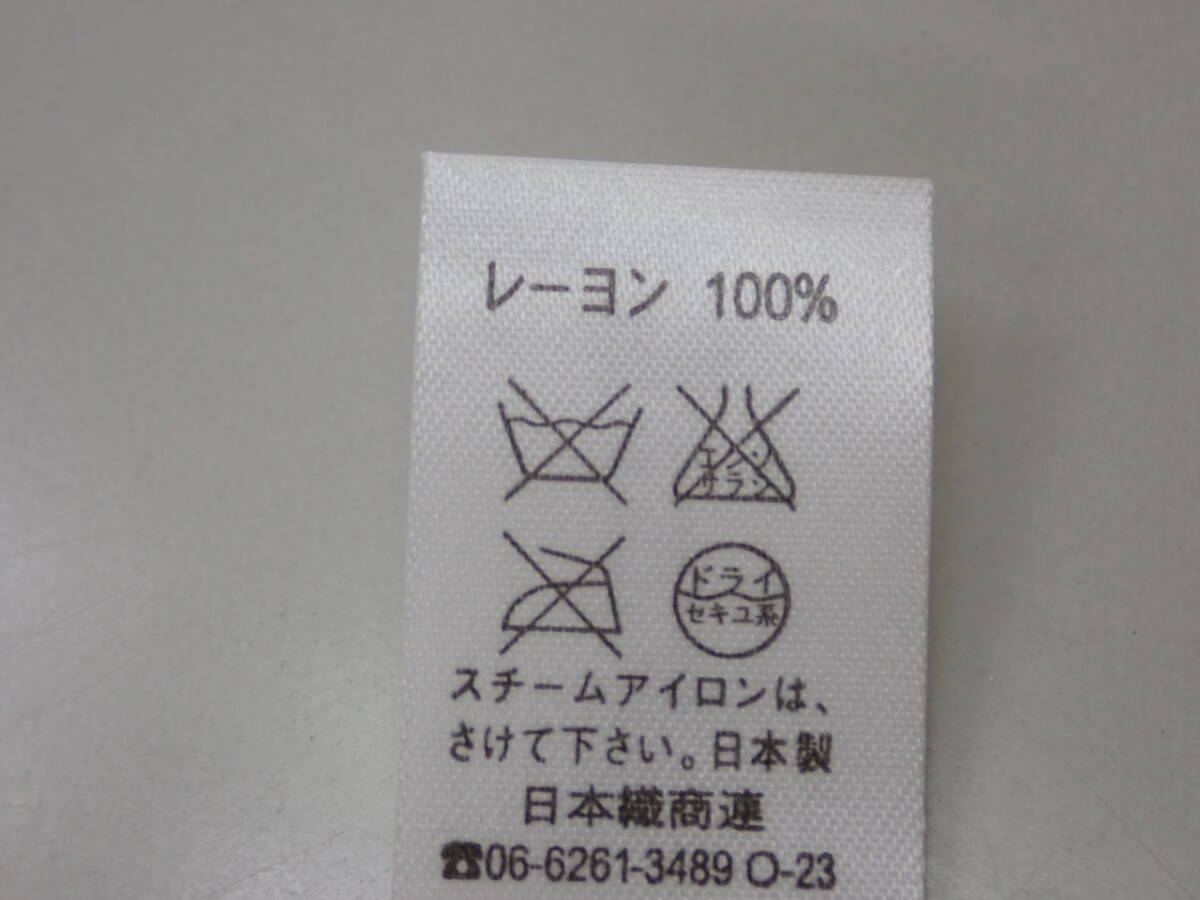 レーヨン 100%
エンソ
サラシ
ドライ
セキユ系
スチームアイロンは、
さけて下さい。日本製
日本織商連
☎06-6261-3489 O-23